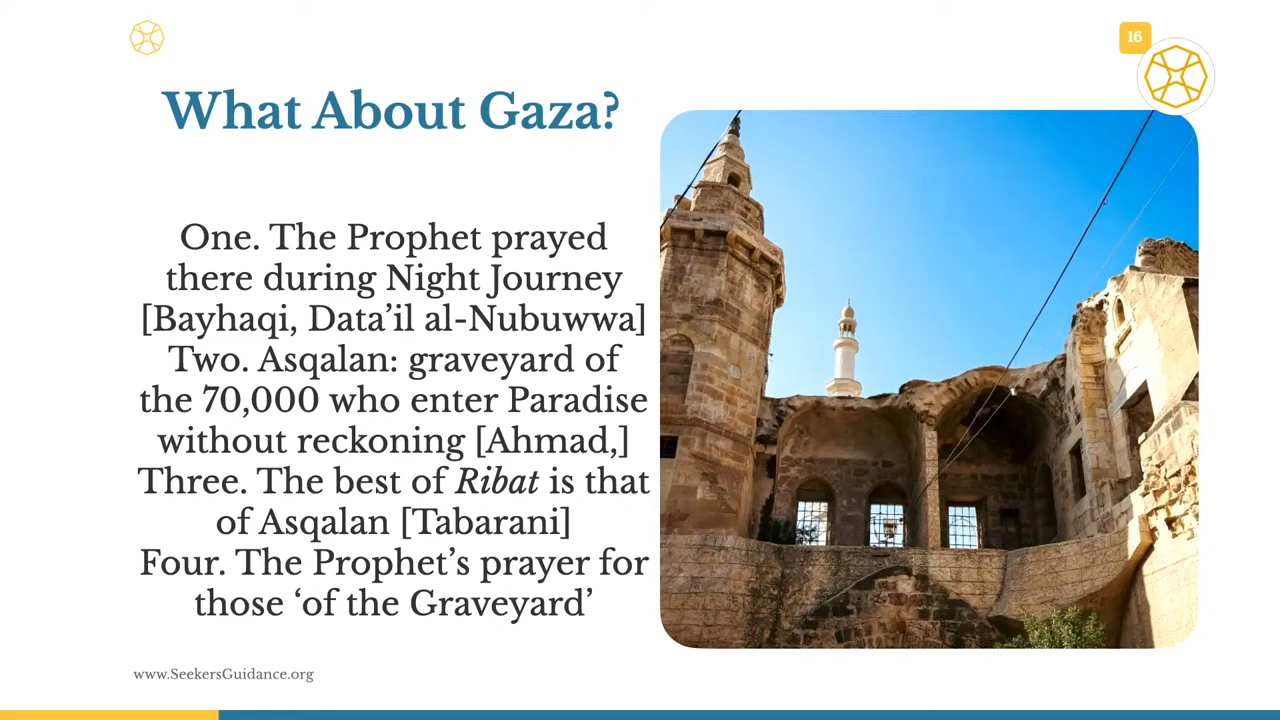 16
What About Gaza?
One. The Prophet prayed
there during Night Journey
[Bayhaqi, Data’il al-Nubuwwa]
Two. Asqalan: graveyard of
the 70,000 who enter Paradise
without reckoning [Ahmad,]
Three. The best of Ribat is that
of Asqalan [Tabarani]
Four. The Prophet’s prayer for
those ‘of the Graveyard’
www.SeekersGuidance.org